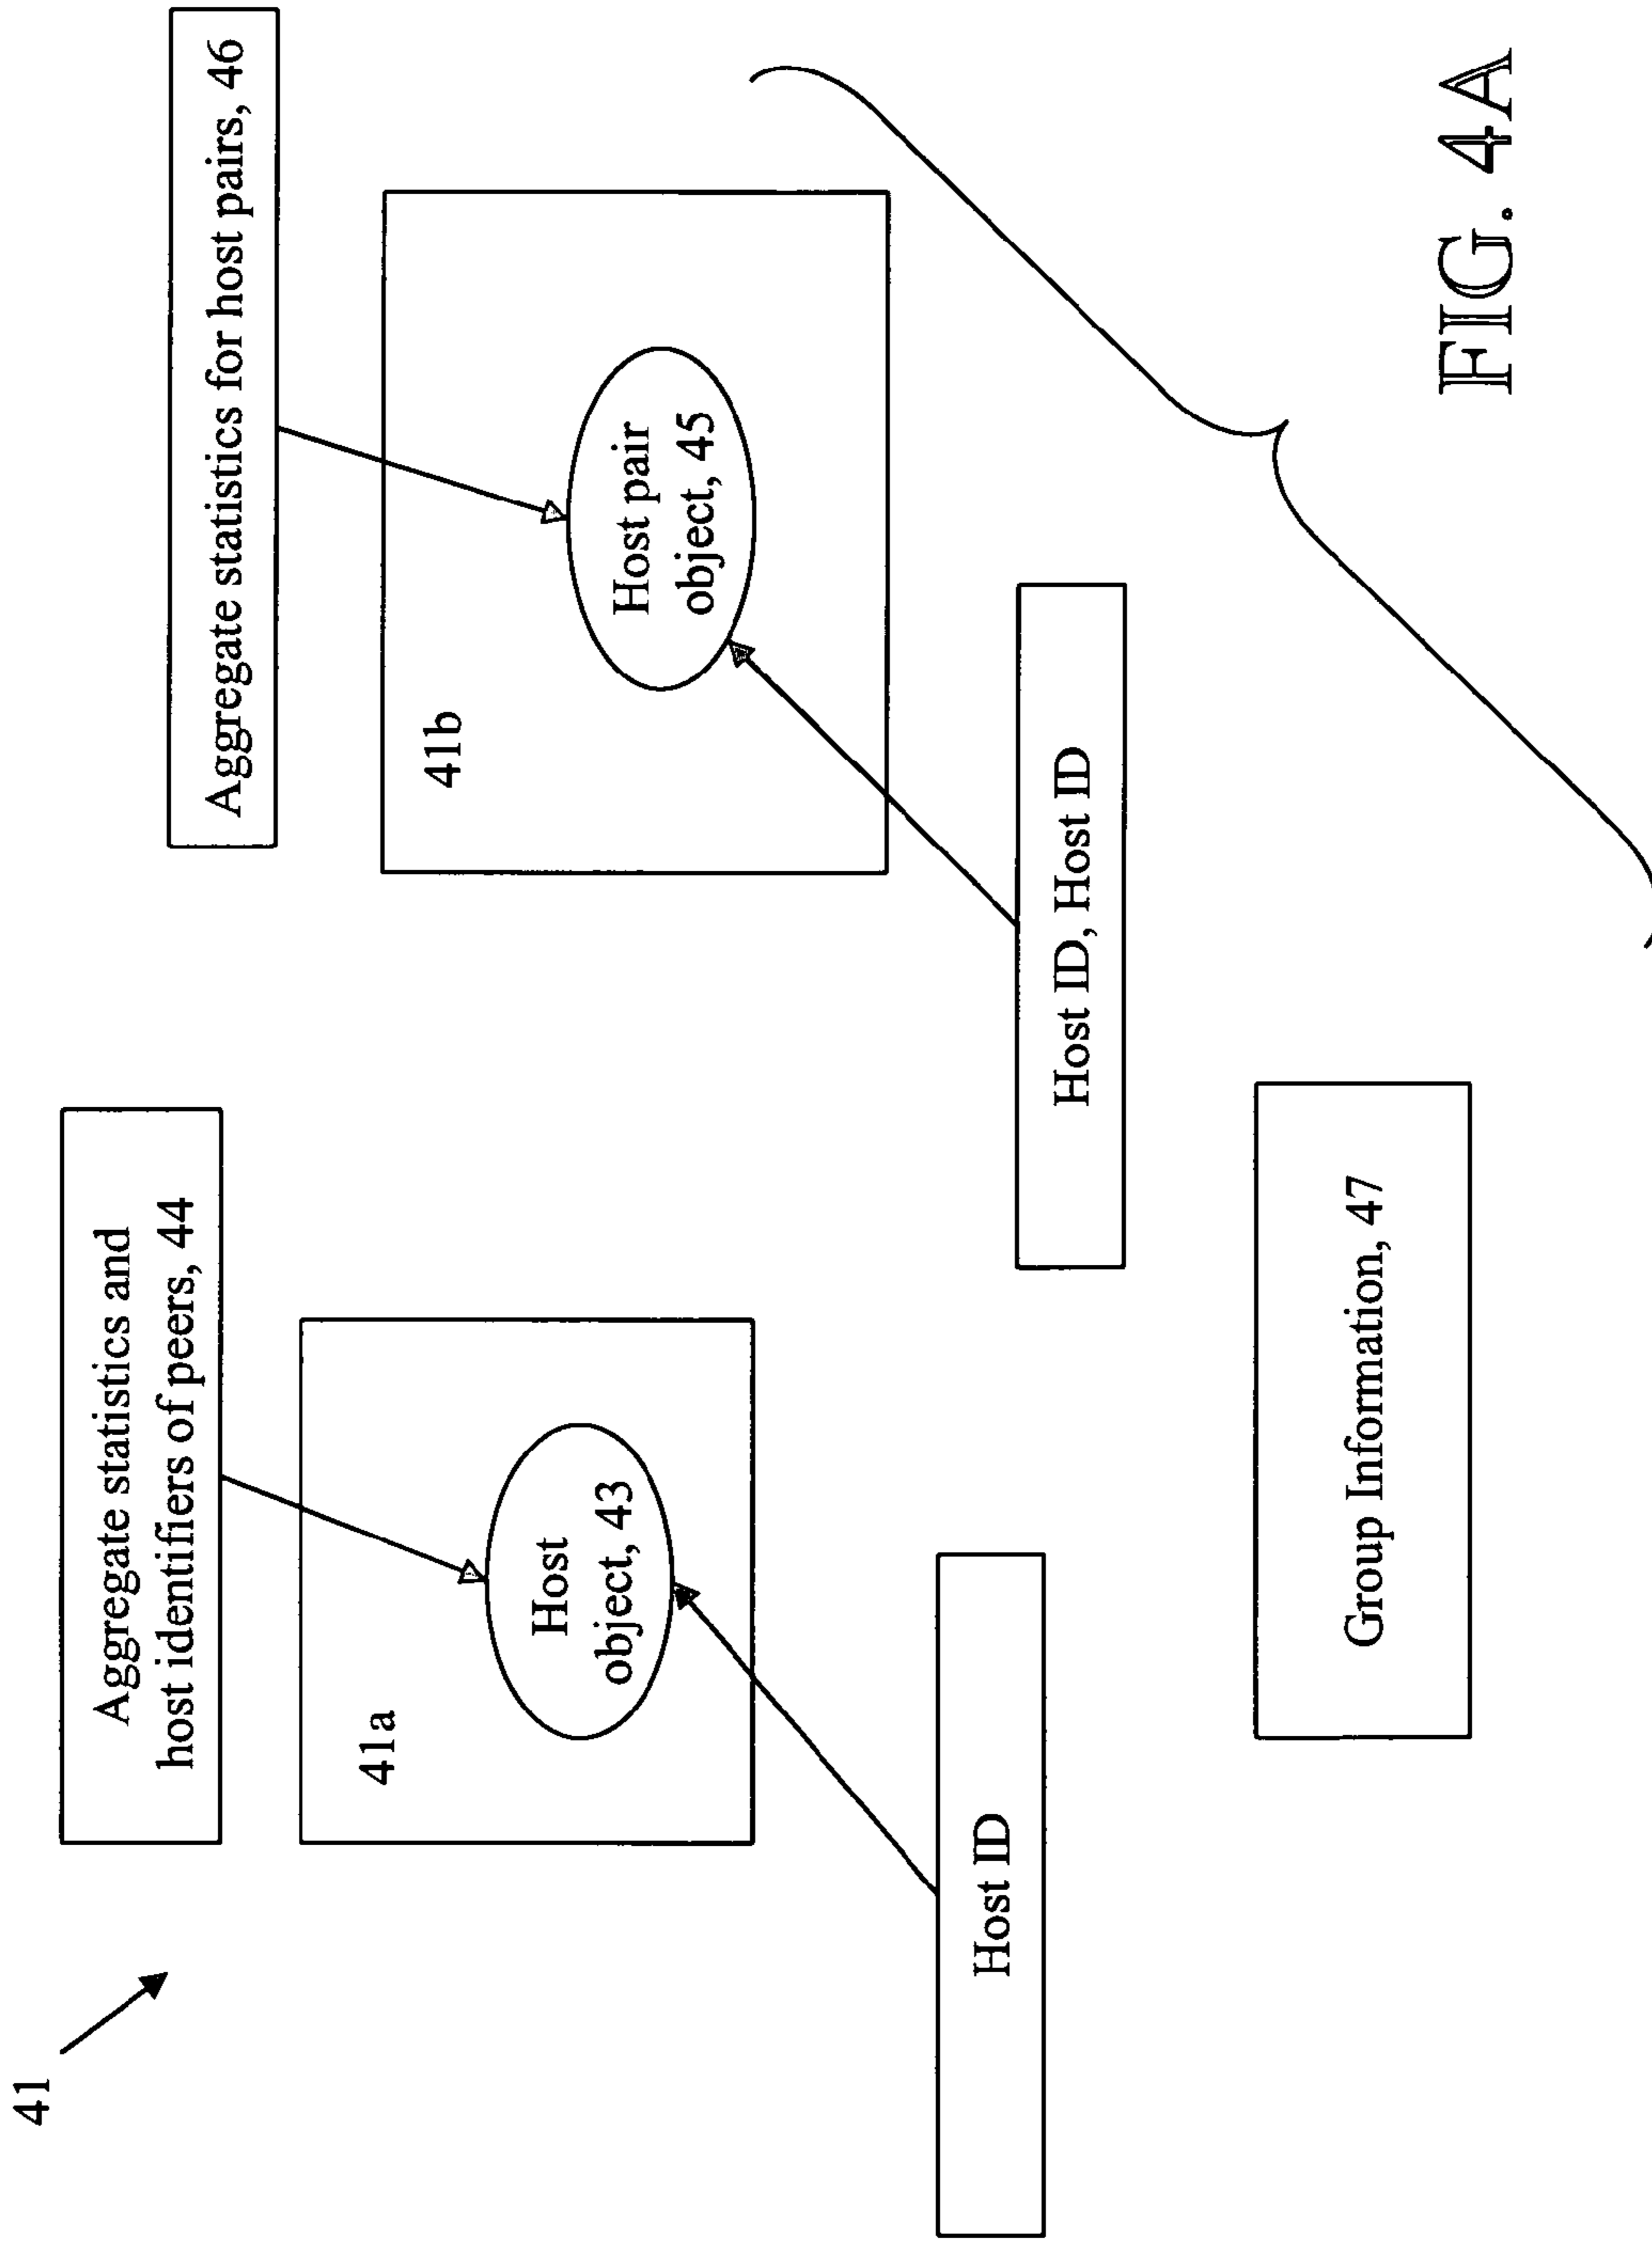 41
Aggregate statistics and
host identifiers of peers, 44
41a
Host
object, 43
Host ID
Aggregate statistics for host pairs, 46
41b
Host pair
object, 45
Host ID, Host ID
Group Information, 47
FIG. 4A